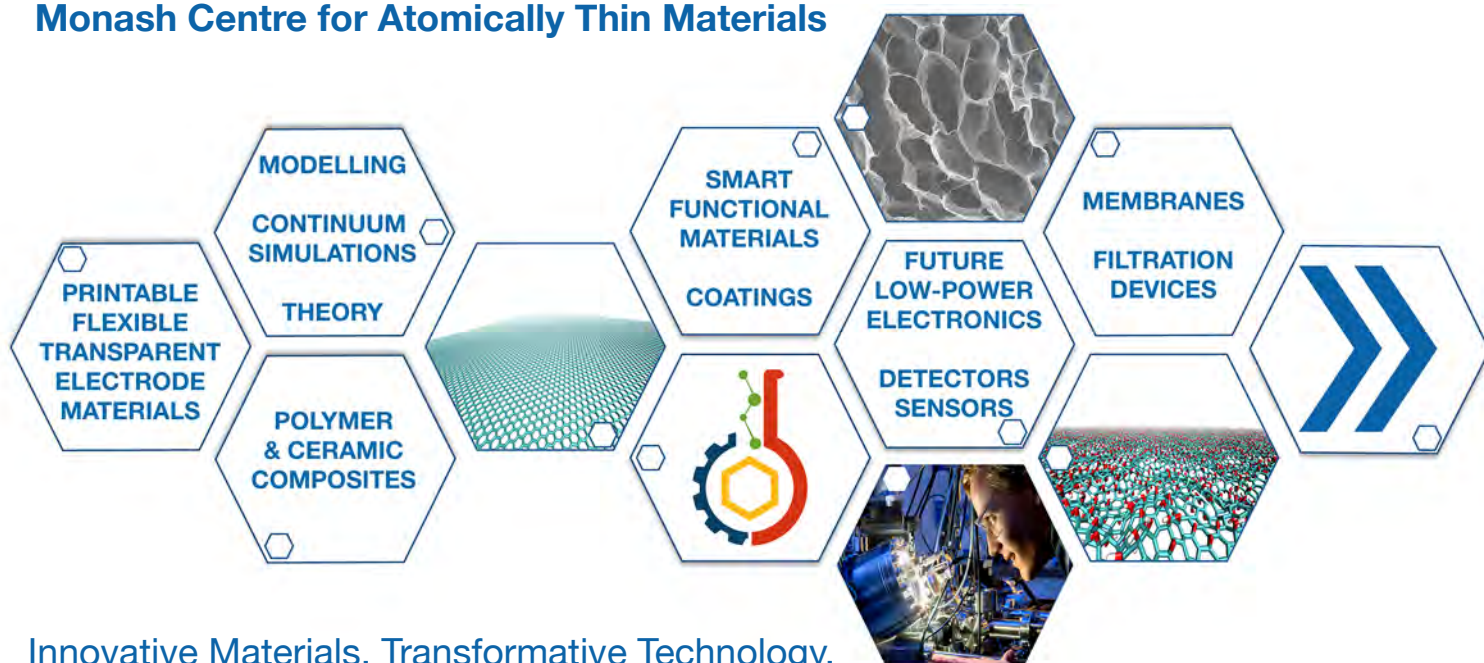 Monash Centre for Atomically Thin Materials
MODELLING
CONTINUUM
SIMULATIONS
THEORY
PRINTABLE
FLEXIBLE
TRANSPARENT
ELECTRODE
MATERIALS
POLYMER
& CERAMIC
COMPOSITES
SMART
FUNCTIONAL
MATERIALS
COATINGS
FUTURE
LOW-POWER
ELECTRONICS
DETECTORS
SENSORS
MEMBRANES
FILTRATION
DEVICES
Innovative Materials. Transformative Technology.